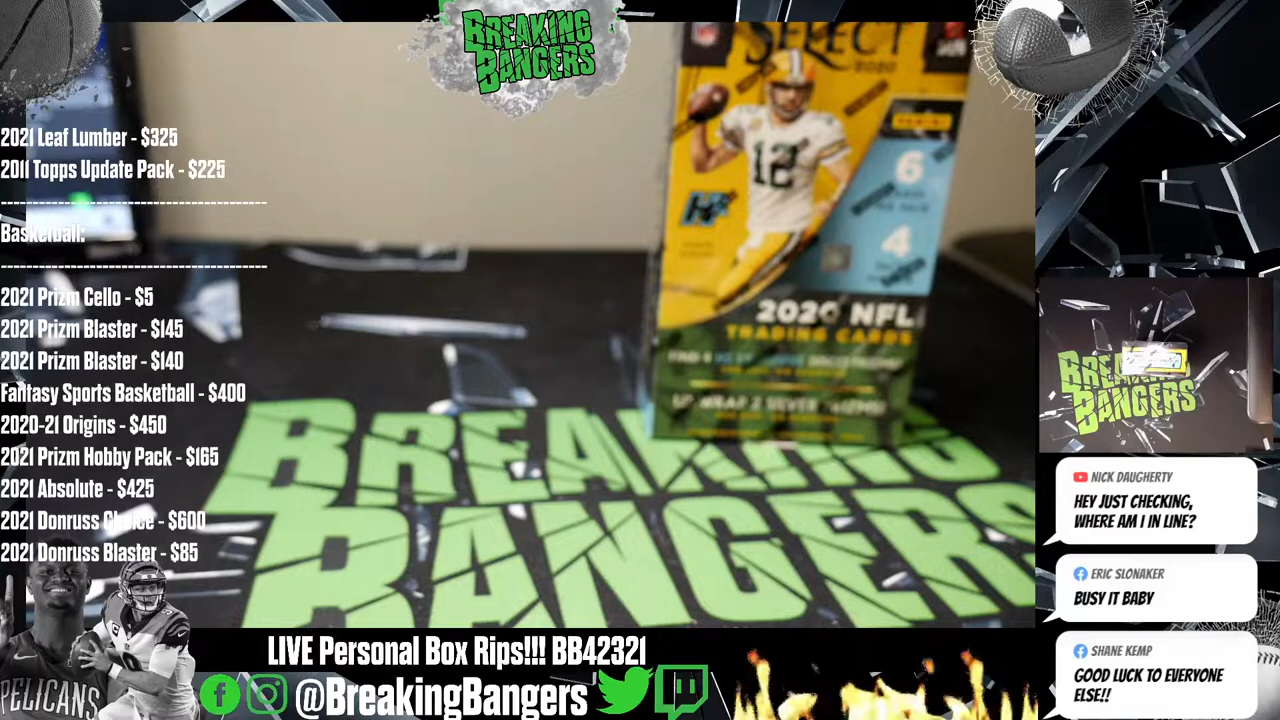 BREAKING
BANGERS
2021 Leaf Lumber - $325
2011 Topps Update Pack - $225
------------------------------------------
Basketball:
------------------------------------------
2021 Prizm Cello - $5
2021 Prizm Blaster - $145
2021 Prizm Blaster - $140
Fantasy Sports Basketball - $400
2020-21 Origins - $450
2021 Prizm Hobby Pack - $165
2021 Absolute - $425
2021 Donruss Choice - $600
2021 Donruss Blaster - $85
PELICANS
SELECT
2020
PANINI
12
6
4
H2
2020 NFL
TRADING CARDS
BREAKING
BANGERS
BREA
BANGERS
NICK DAUGHERTY
HEY JUST CHECKING,
WHERE AM I IN LINE?
ERIC SLONAKER
BUSY IT BABY
SHANE KEMP
GOOD LUCK TO EVERYONE
ELSE!!
LIVE Personal Box Rips!!! BB42321
@BreakingBangers